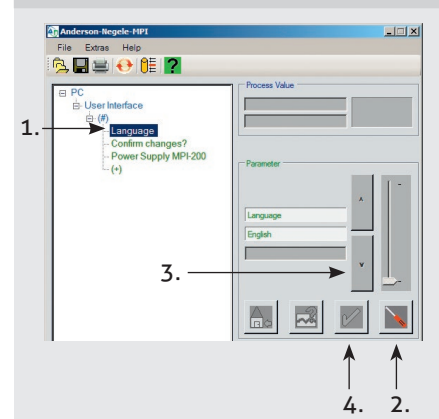 Anderson-Negele-MPI
File Extras Help
?
PC
User Interface
(#)
Language
Confirm changes?
Power Supply MPI-200
(+)
Process Value
Parameter
Language
English
1.
3.
4.
2.